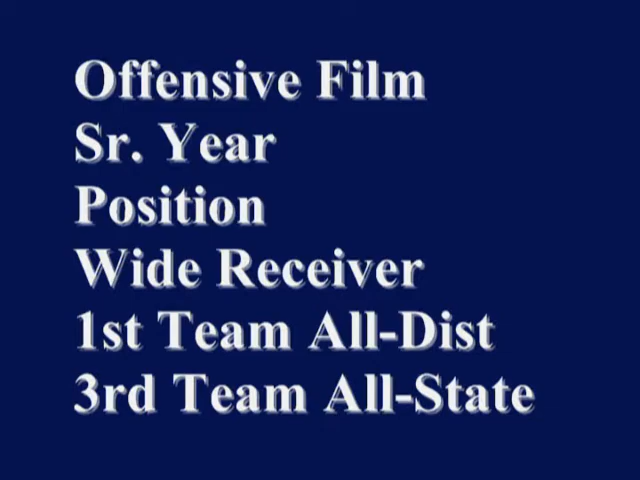 Offensive Film
Sr. Year
Position
Wide Receiver
1st Team All-Dist
3rd Team All-State